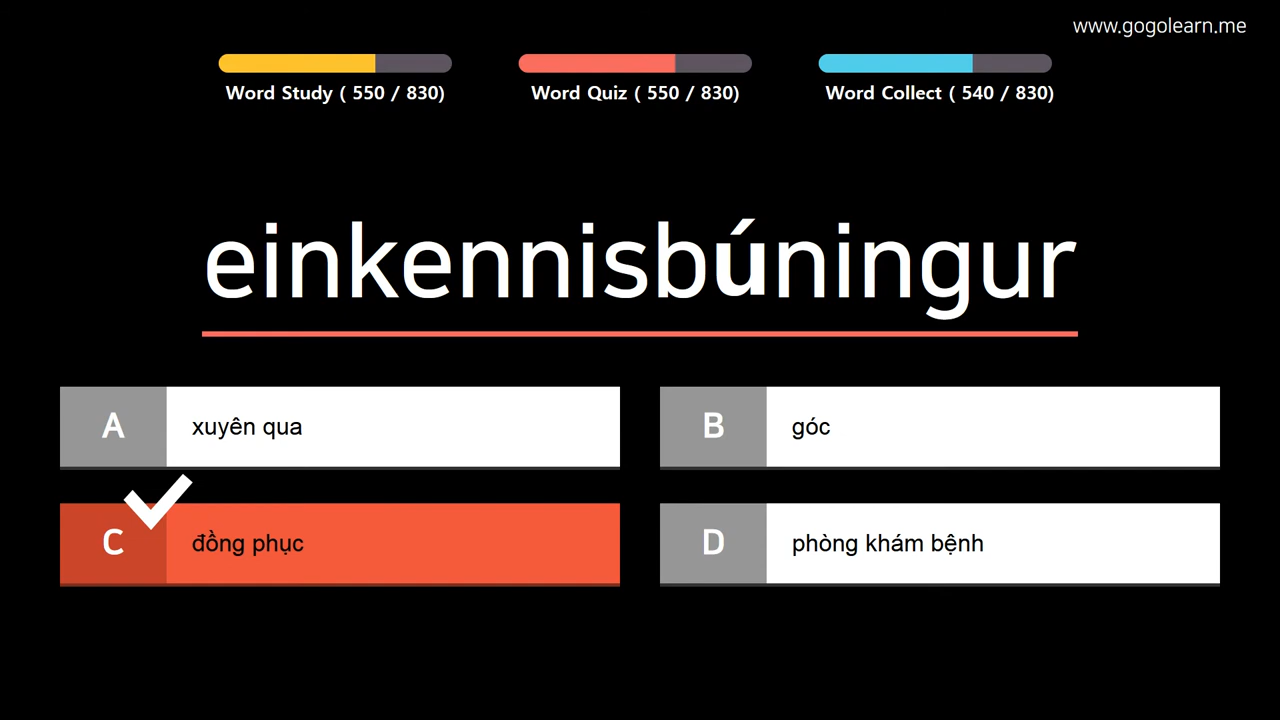 www.gogolearn.me
Word Study ( 550 / 830)
Word Quiz ( 550 / 830)
Word Collect ( 540 / 830)
einkennisbúningur
A xuyên qua
B góc
C đồng phục
D phòng khám bệnh